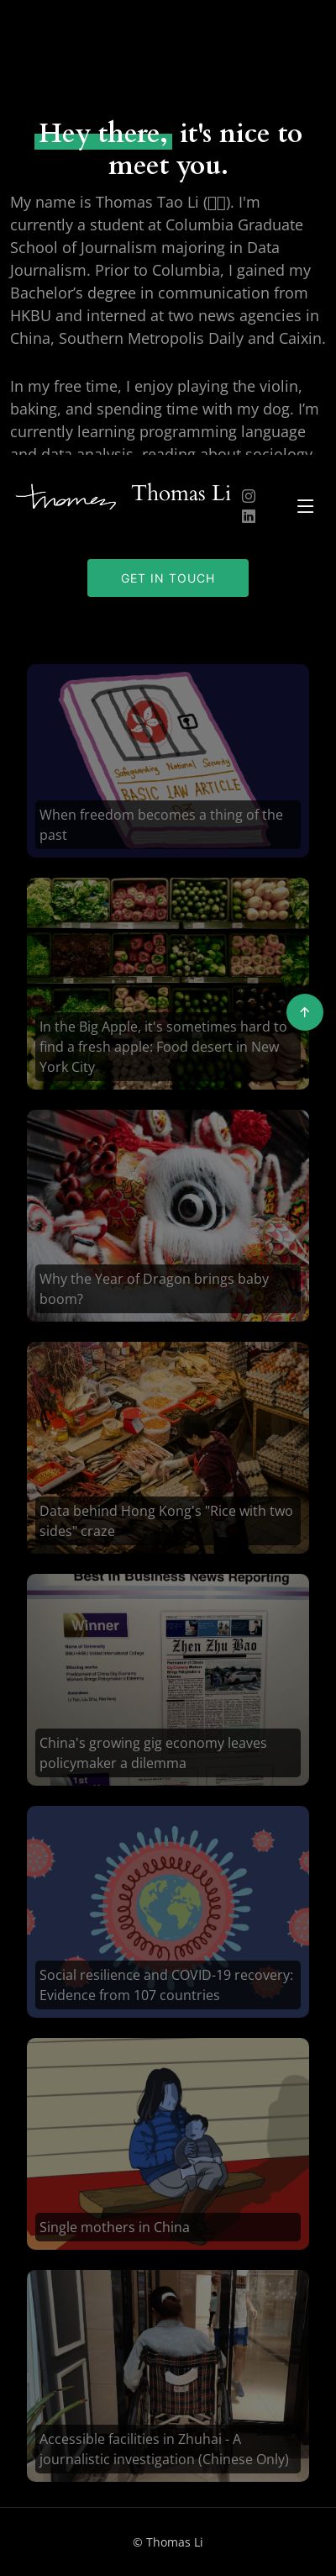 Hey there, it's nice to
meet you.
My name is Thomas Tao Li (▯▯). I'm
currently a student at Columbia Graduate
School of Journalism majoring in Data
Journalism. Prior to Columbia, I gained my
Bachelor’s degree in communication from
HKBU and interned at two news agencies in
China, Southern Metropolis Daily and Caixin.
In my free time, I enjoy playing the violin,
baking, and spending time with my dog. I’m
currently learning programming language
and data analysis, reading about sociology
Thomas
Thomas Li
GET IN TOUCH
Safeguarding National Security
BASIC LAW ARTICLE
23
When freedom becomes a thing of the
past
In the Big Apple, it's sometimes hard to
find a fresh apple: Food desert in New
York City
Why the Year of Dragon brings baby
boom?
Data behind Hong Kong's "Rice with two
sides" craze
Best in Business News Reporting
Winner
Zhen Zhu Bao
China's growing gig economy leaves
policymaker a dilemma
1st
Social resilience and COVID-19 recovery:
Evidence from 107 countries
Single mothers in China
Accessible facilities in Zhuhai - A
journalistic investigation (Chinese Only)
© Thomas Li